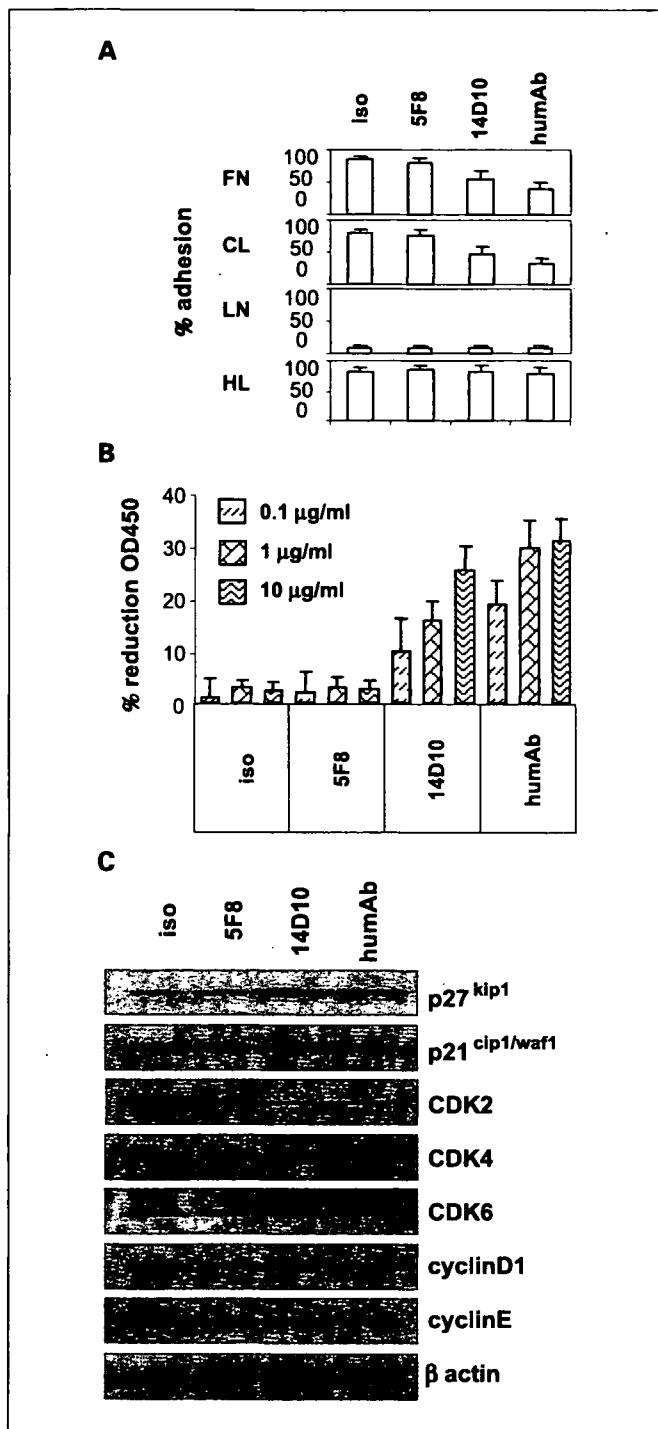 A
iso 5F8 14D10 humAb
% adhesion
FN 100 50 0
CL 100 50 0
LN 100 50 0
HL 100 50 0
B
% reduction OD450
40
30
20
10
0
0.1 µg/ml
1 µg/ml
10 µg/ml
iso 5F8 14D10 humAb
C
iso 5F8 14D10 humAb
p27 kip1
p21 cip1/waf1
CDK2
CDK4
CDK6
cyclinD1
cyclinE
β actin